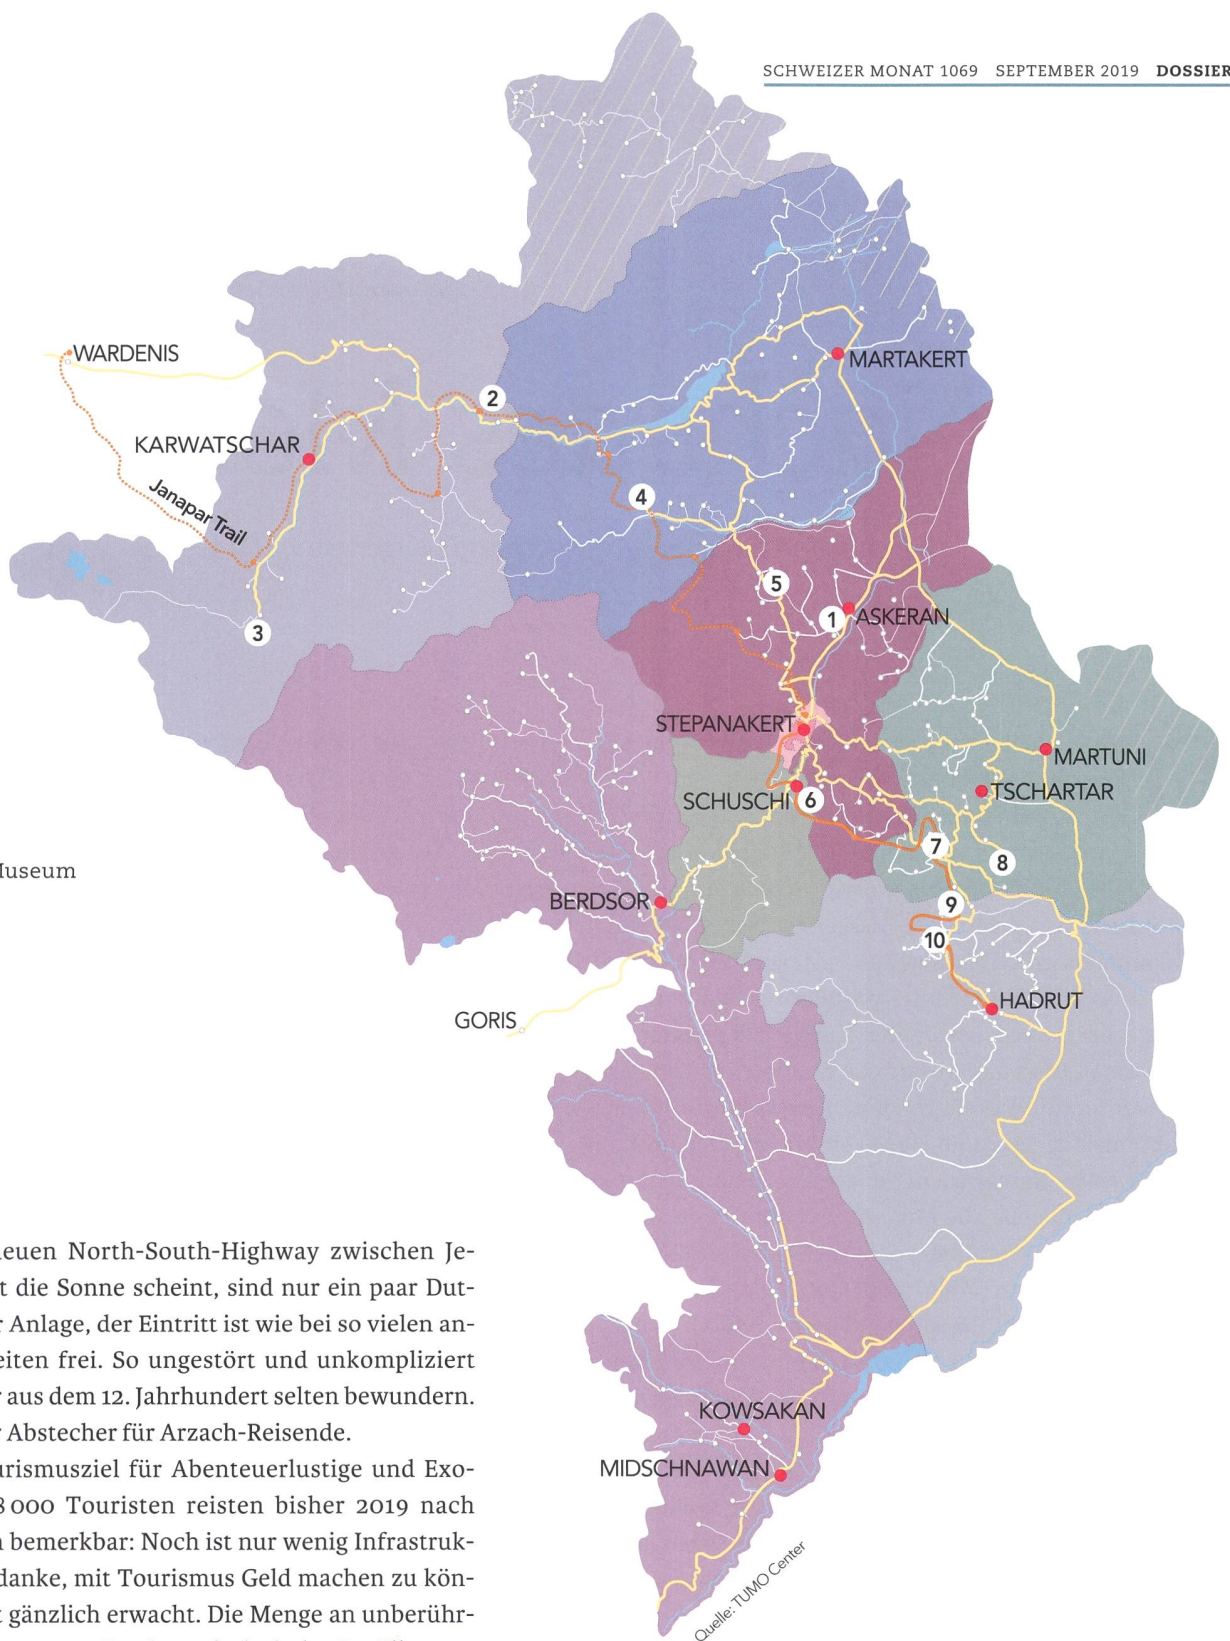 SCHWEIZER MONAT 1069 SEPTEMBER 2019 DOSSIER
WARDENIS
MARTAKERT
2
KARWATSCHAR
4
Janapar Trail
5
1 ASKERAN
3
STEPANAKERT
MARTUNI
TSCHARTAR
SCHUSCHI 6
7
8
Museum
BERDSOR
9
10
HADRUT
GORIS
neuen North-South-Highway zwischen Je-
t die Sonne scheint, sind nur ein paar Dut-
r Anlage, der Eintritt ist wie bei so vielen an-
eiten frei. So ungestört und unkompliziert
r aus dem 12. Jahrhundert selten bewundern.
r Abstecher für Arzach-Reisende.
urismusziel für Abenteuerlustige und Exo-
8 000 Touristen reisten bisher 2019 nach
n bemerkbar: Noch ist nur wenig Infrastruk-
danke, mit Tourismus Geld machen zu kön-
t gänzlich erwacht. Die Menge an unberühr-
KOWSAKAN
MIDSCHNAWAN
Quelle: TUMO Center